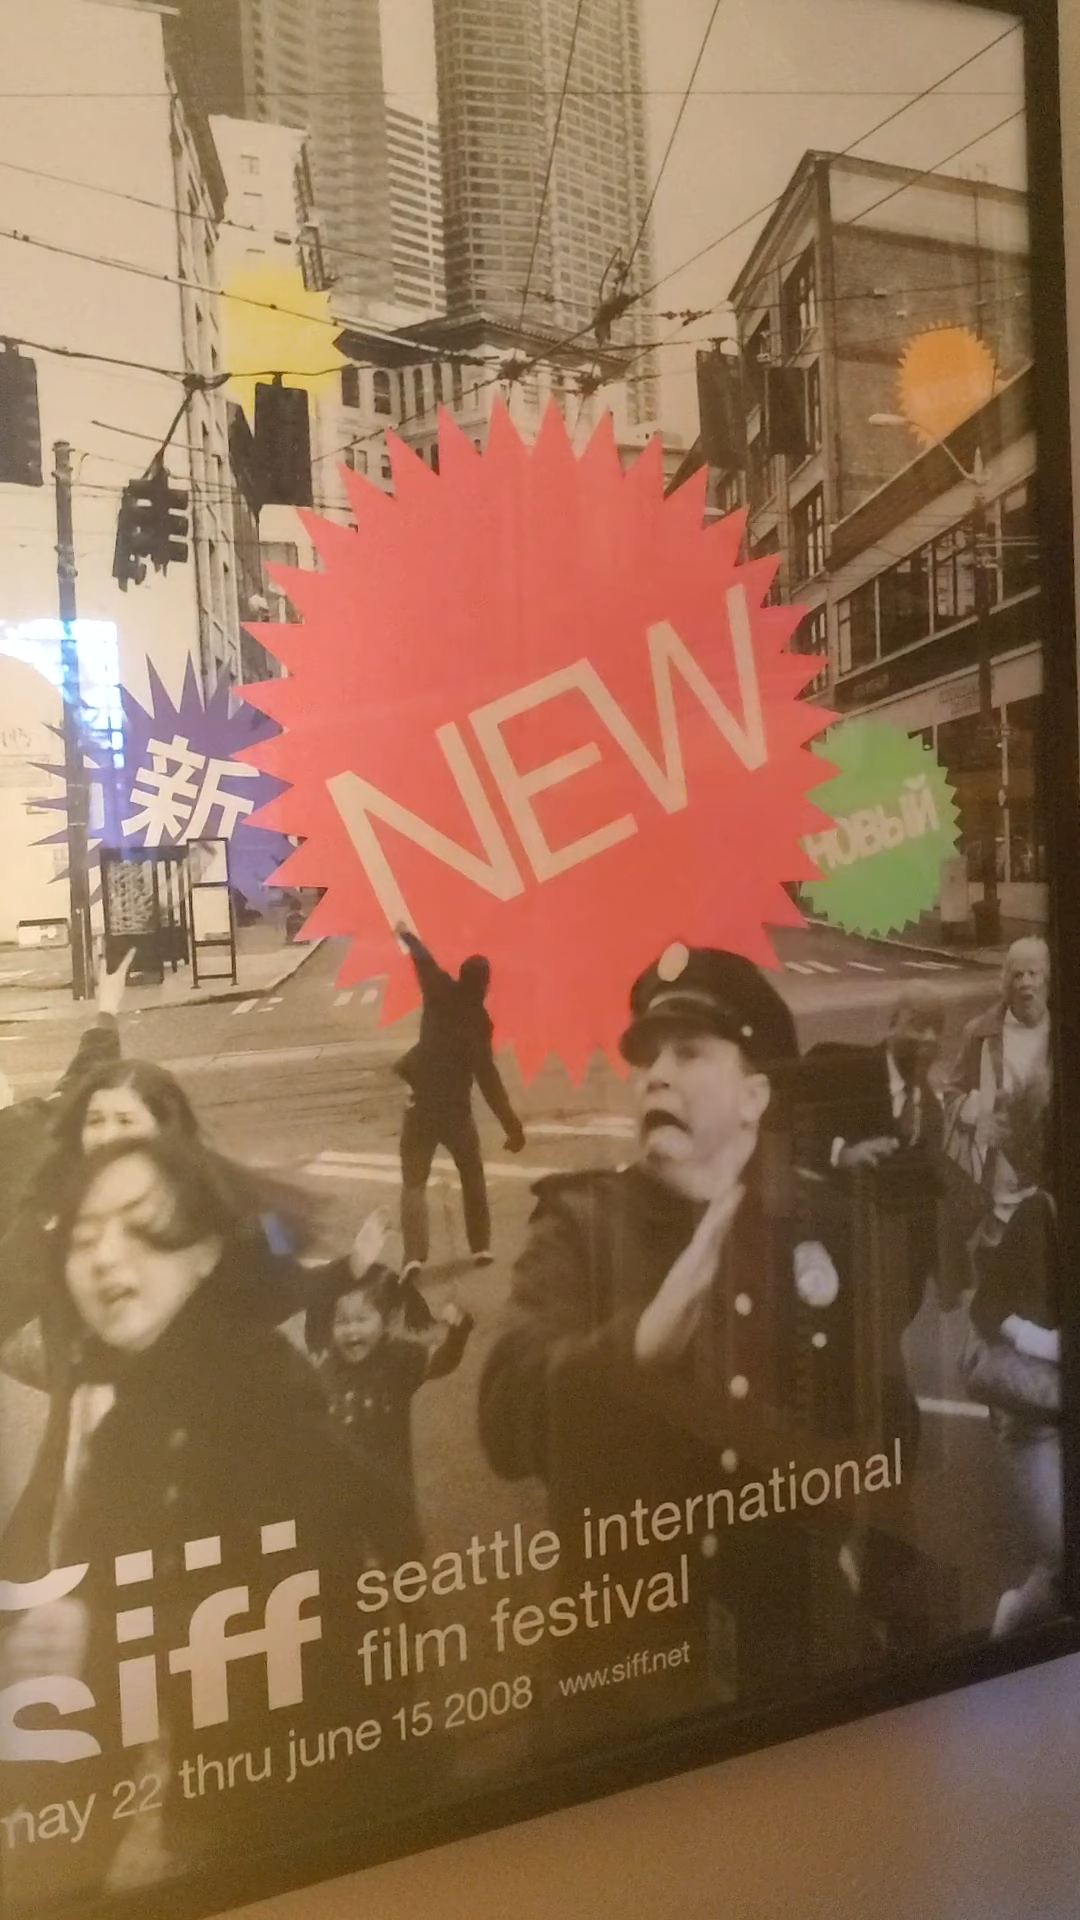 NEW
新
НОВЫЙ
siff
seattle international
film festival
may 22 thru june 15 2008 www.siff.net